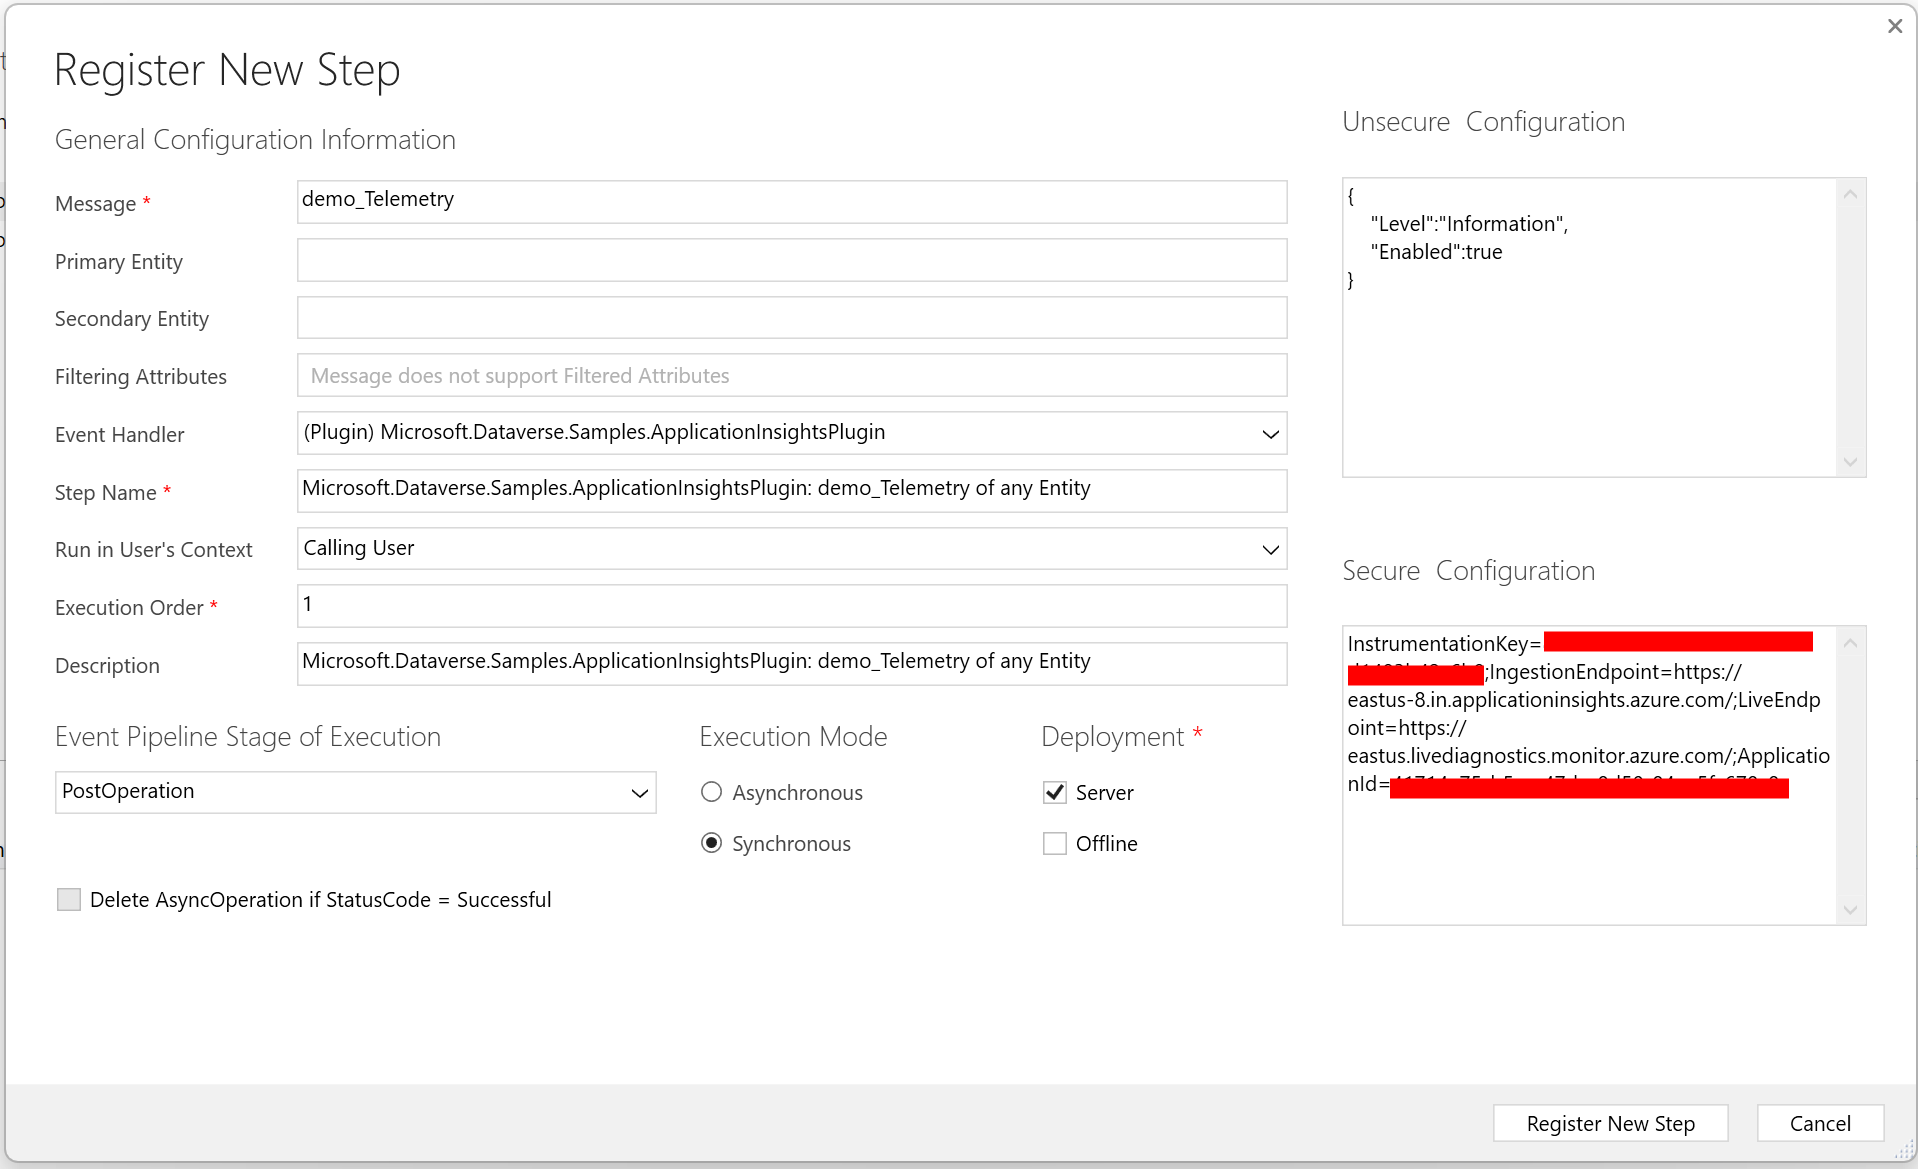 Register New Step
General Configuration Information
Message *
demo_Telemetry
Primary Entity
Secondary Entity
Filtering Attributes
Message does not support Filtered Attributes
Event Handler
(Plugin) Microsoft.Dataverse.Samples.ApplicationInsightsPlugin
Step Name *
Microsoft.Dataverse.Samples.ApplicationInsightsPlugin: demo_Telemetry of any Entity
Run in User's Context
Calling User
Execution Order *
1
Description
Microsoft.Dataverse.Samples.ApplicationInsightsPlugin: demo_Telemetry of any Entity
Event Pipeline Stage of Execution
PostOperation
Execution Mode
Asynchronous
Synchronous
Deployment *
Server
Offline
Delete AsyncOperation if StatusCode = Successful
Unsecure Configuration
{
"Level":"Information",
"Enabled":true
}
Secure Configuration
InstrumentationKey=
;IngestionEndpoint=https://
eastus-8.in.applicationinsights.azure.com/;LiveEndp
oint=https://
eastus.livediagnostics.monitor.azure.com/;Applicatio
nId=
Register New Step
Cancel